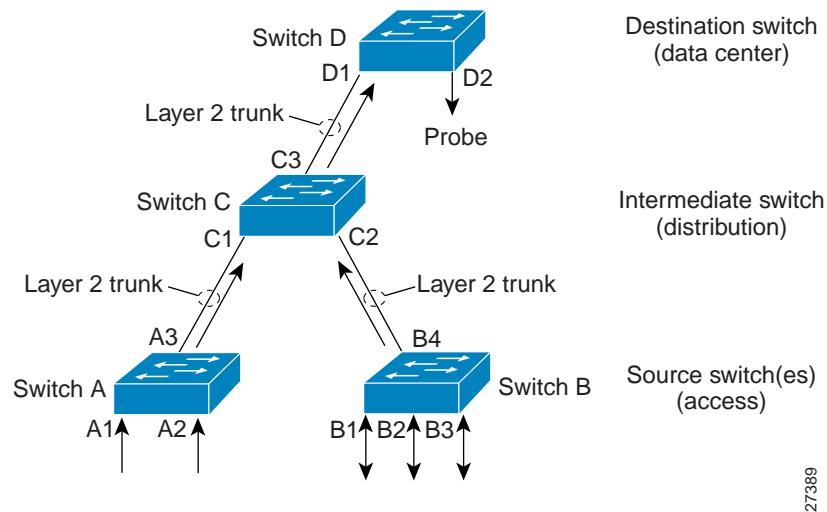 Switch D
Destination switch
(data center)
D1
D2
Layer 2 trunk
Probe
C3
Switch C
Intermediate switch
(distribution)
C1
C2
Layer 2 trunk
Layer 2 trunk
A3
B4
Switch A
Switch B
Source switch(es)
(access)
A1
A2
B1
B2
B3
27389